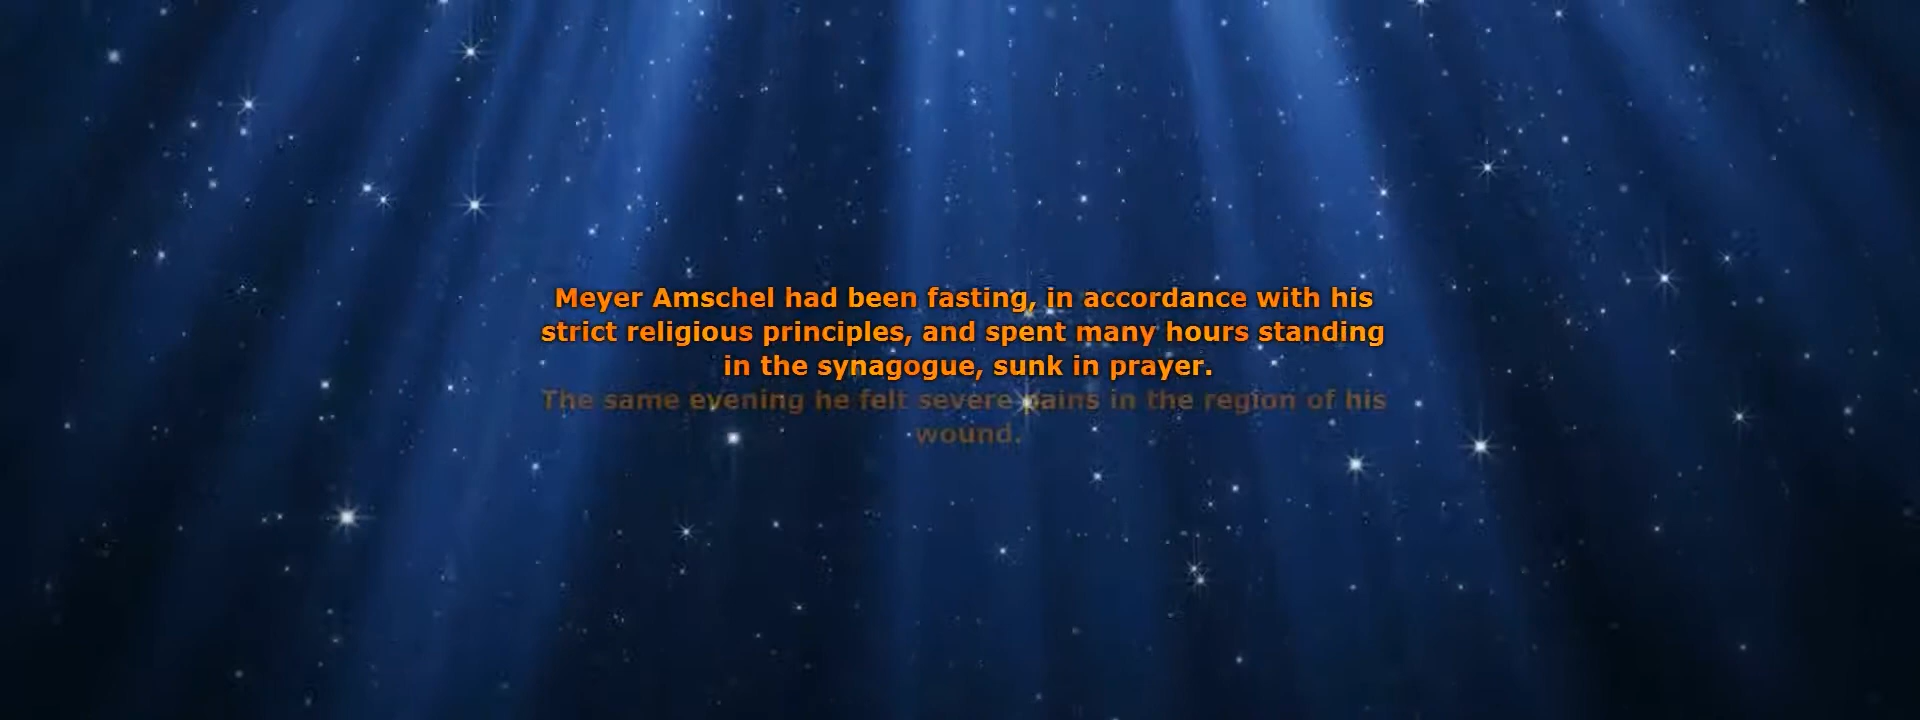 Meyer Amschel had been fasting, in accordance with his
strict religious principles, and spent many hours standing
in the synagogue, sunk in prayer.
The same evening he felt severe pains in the region of his
wound.